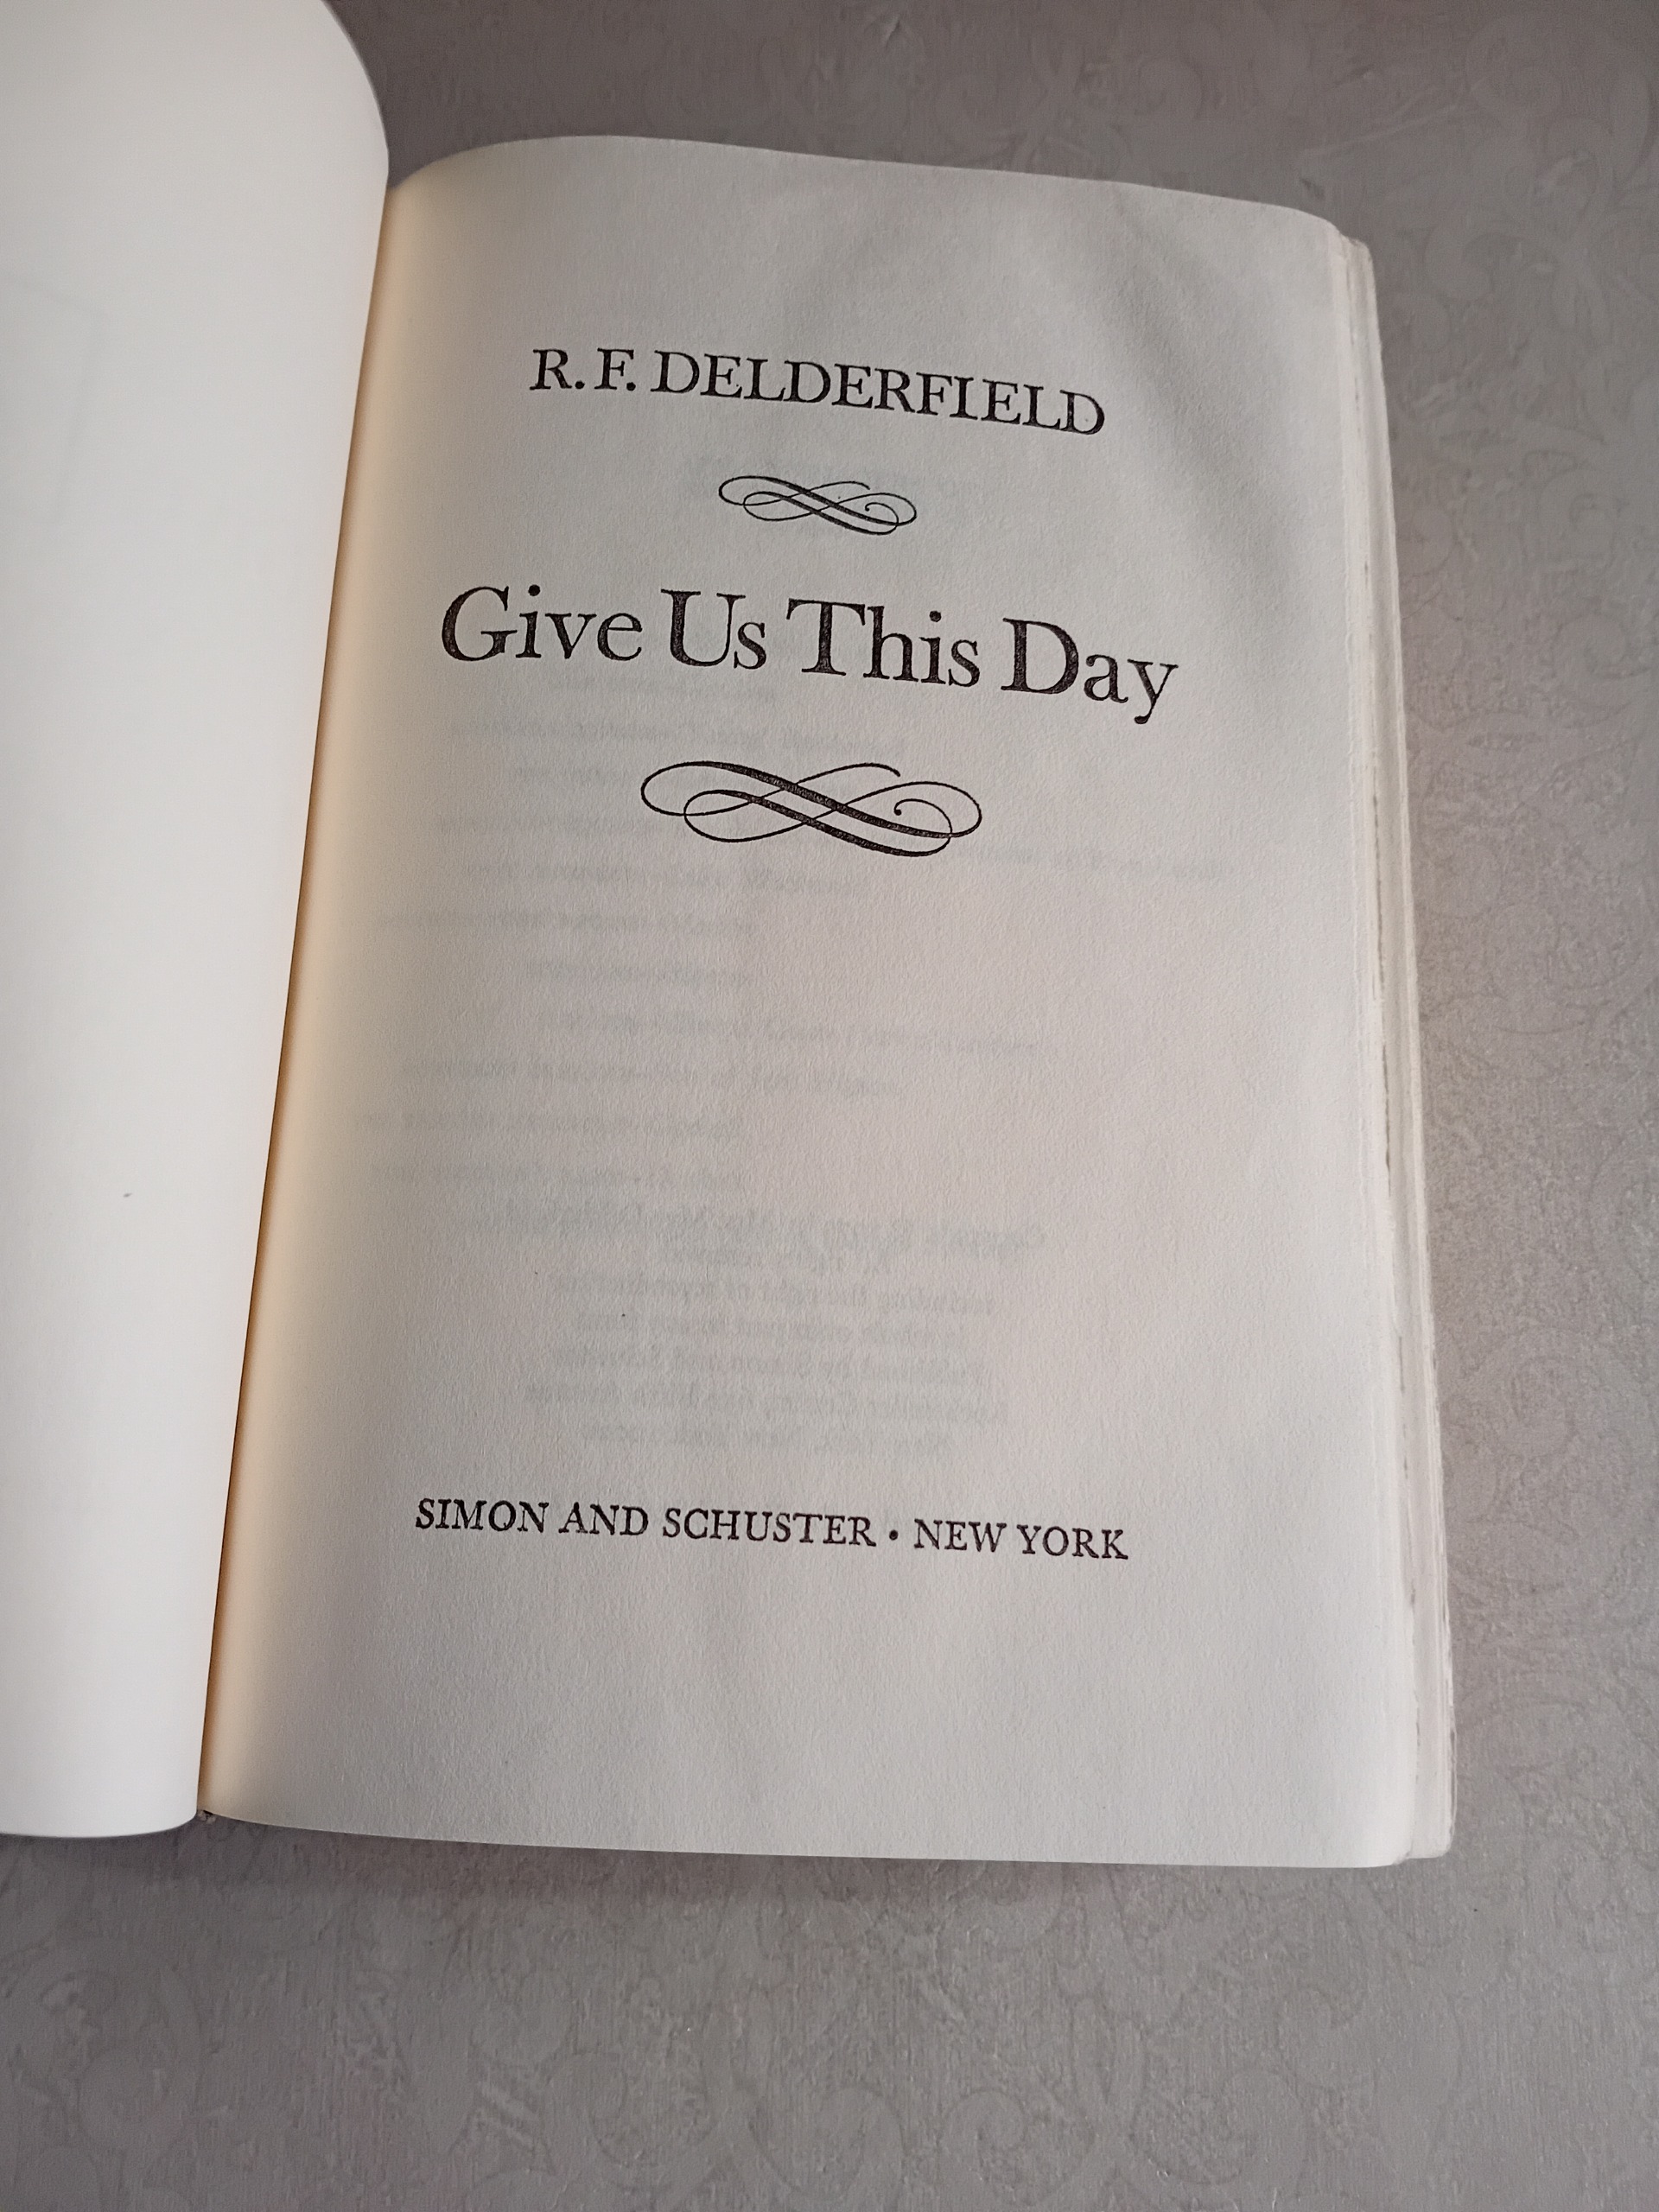 R. F. DELDERFIELD
Give Us This Day
SIMON AND SCHUSTER • NEW YORK